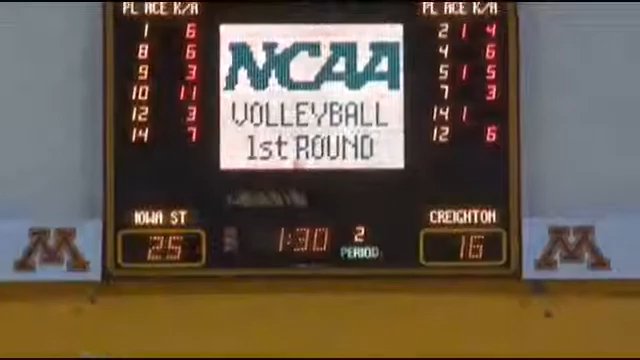 PL ACE K/A
1 6
8 6
9 3
10 11
12 3
14 7
NCAA
VOLLEYBALL
1st ROUND
PL ACE K/A
2 1 4
4 6
5 1 5
7 3
14 1
12 6
IOWA ST
25
1:30
2
PERIOD
CREIGHTON
16
M
M